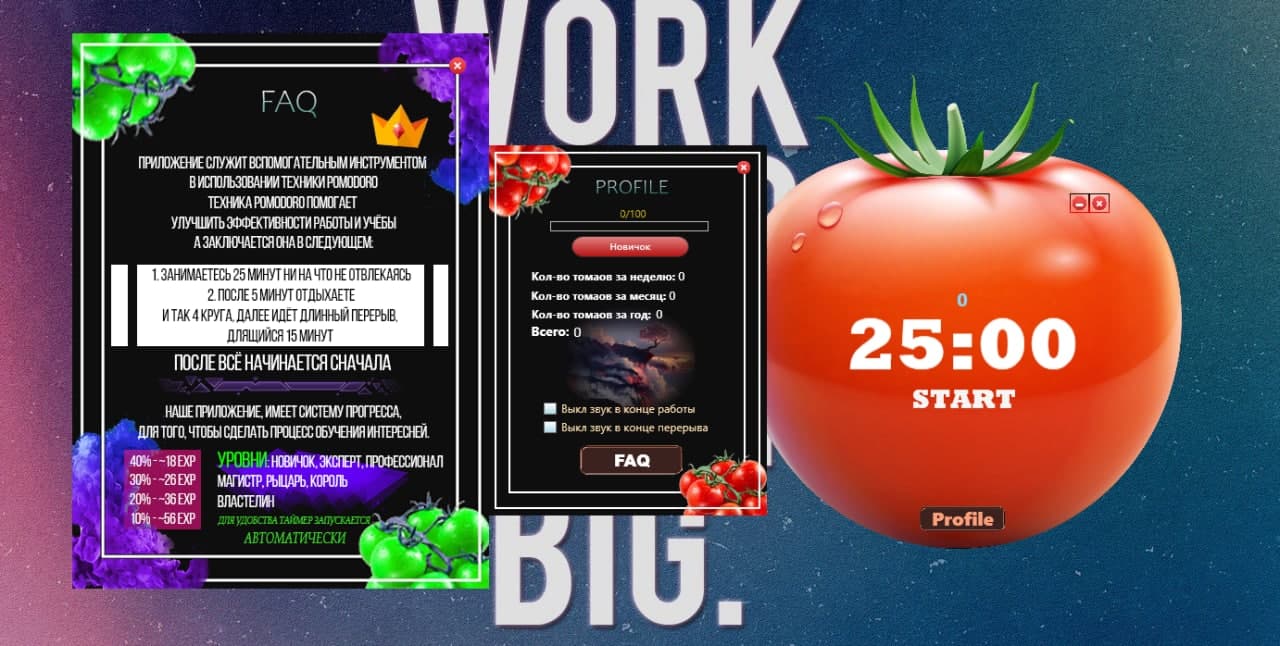 WORK
BIG.
FAQ
ПРИЛОЖЕНИЕ СЛУЖИТ ВСПОМОГАТЕЛЬНЫМ ИНСТРУМЕНТОМ
В ИСПОЛЬЗОВАНИИ ТЕХНИКИ POMODORO
ТЕХНИКА POMODORO ПОМОГАЕТ
УЛУЧШИТЬ ЭФФЕКТИВНОСТИ РАБОТЫ И УЧЁБЫ
А ЗАКЛЮЧАЕТСЯ ОНА В СЛЕДУЮЩЕМ:
1. ЗАНИМАЕТЕСЬ 25 МИНУТ НИ НА ЧТО НЕ ОТВЛЕКАЯСЬ
2. ПОСЛЕ 5 МИНУТ ОТДЫХАЕТЕ
И ТАК 4 КРУГА, ДАЛЕЕ ИДЁТ ДЛИННЫЙ ПЕРЕРЫВ,
ДЛЯЩИЙСЯ 15 МИНУТ
ПОСЛЕ ВСЁ НАЧИНАЕТСЯ СНАЧАЛА
НАШЕ ПРИЛОЖЕНИЕ, ИМЕЕТ СИСТЕМУ ПРОГРЕССА,
ДЛЯ ТОГО, ЧТОБЫ СДЕЛАТЬ ПРОЦЕСС ОБУЧЕНИЯ ИНТЕРЕСНЕЙ.
40% - ~18 EXP
30% - ~26 EXP
20% - ~36 EXP
10% - ~56 EXP
УРОВНИ: НОВИЧОК, ЭКСПЕРТ, ПРОФЕССИОНАЛ
МАГИСТР, РЫЦАРЬ, КОРОЛЬ
ВЛАСТЕЛИН
ДЛЯ УДОБСТВА ТАЙМЕР ЗАПУСКАЕТСЯ
АВТОМАТИЧЕСКИ
PROFILE
0/100
Новичок
Кол-во томаов за неделю: 0
Кол-во томаов за месяц: 0
Кол-во томаов за год: 0
Всего: 0
Выкл звук в конце работы
Выкл звук в конце перерыва
FAQ
0
25:00
START
Profile